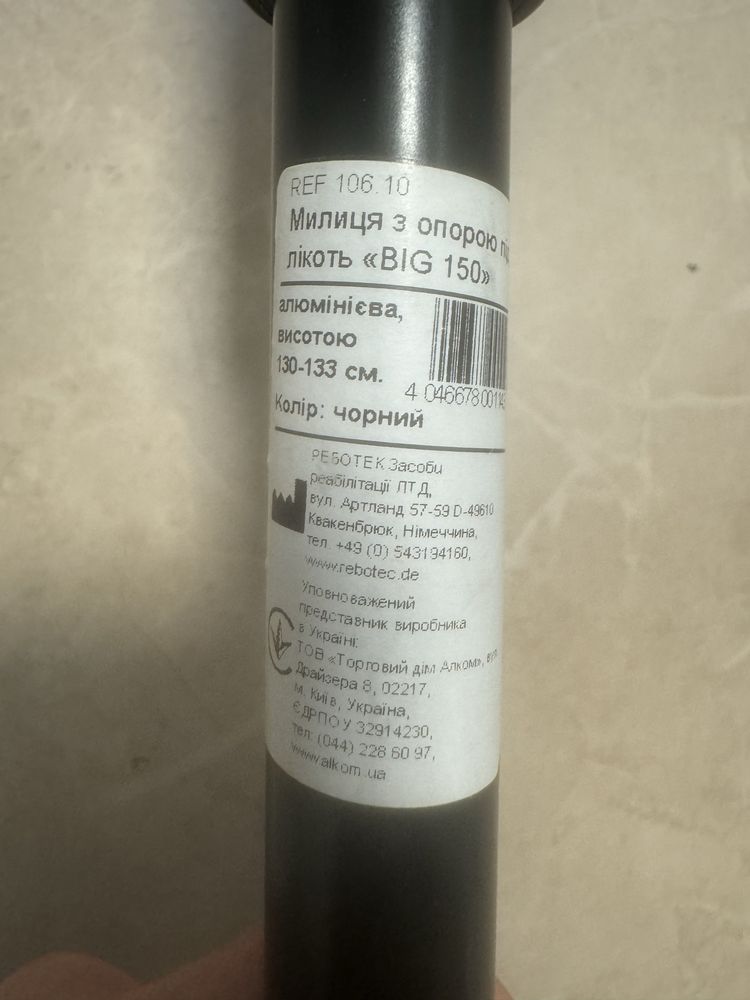 REF 106.10
Милиця з опорою
лікоть «BIG 150»
алюмінієва,
висотою
130-133 см.
Колір: чорний
4 046678 001
РЕБОТЕК Засоби
реабілітації ЛТД,
вул. Артланд 57-59 D-49610
Квакенбрюк, Німеччина,
тел. +49 (0) 543194160,
www.rebotec.de
Уповноважений
представник виробника
в Україні:
ТОВ «Торговий дім Алком», вул.
Драйзера 8, 02217,
м. Київ, Україна,
ЄДРПОУ 32914230,
тел: (044) 228 60 97,
www.alkom.ua